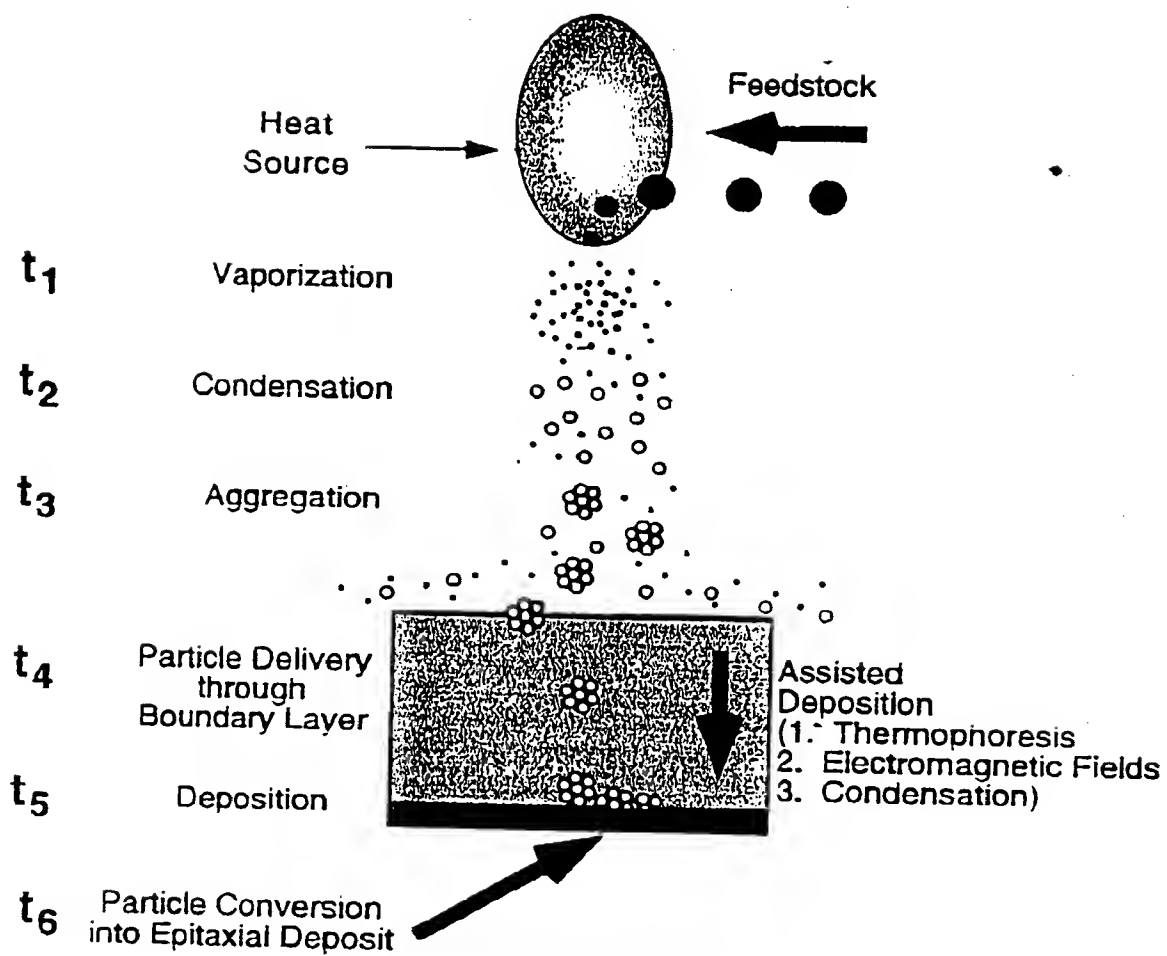 Feedstock
Heat
Source
t1 Vaporization
t2 Condensation
t3 Aggregation
t4 Particle Delivery
through
Boundary Layer
Assisted
Deposition
(1. Thermophoresis
2. Electromagnetic Fields
3. Condensation)
t5 Deposition
t6 Particle Conversion
into Epitaxial Deposit